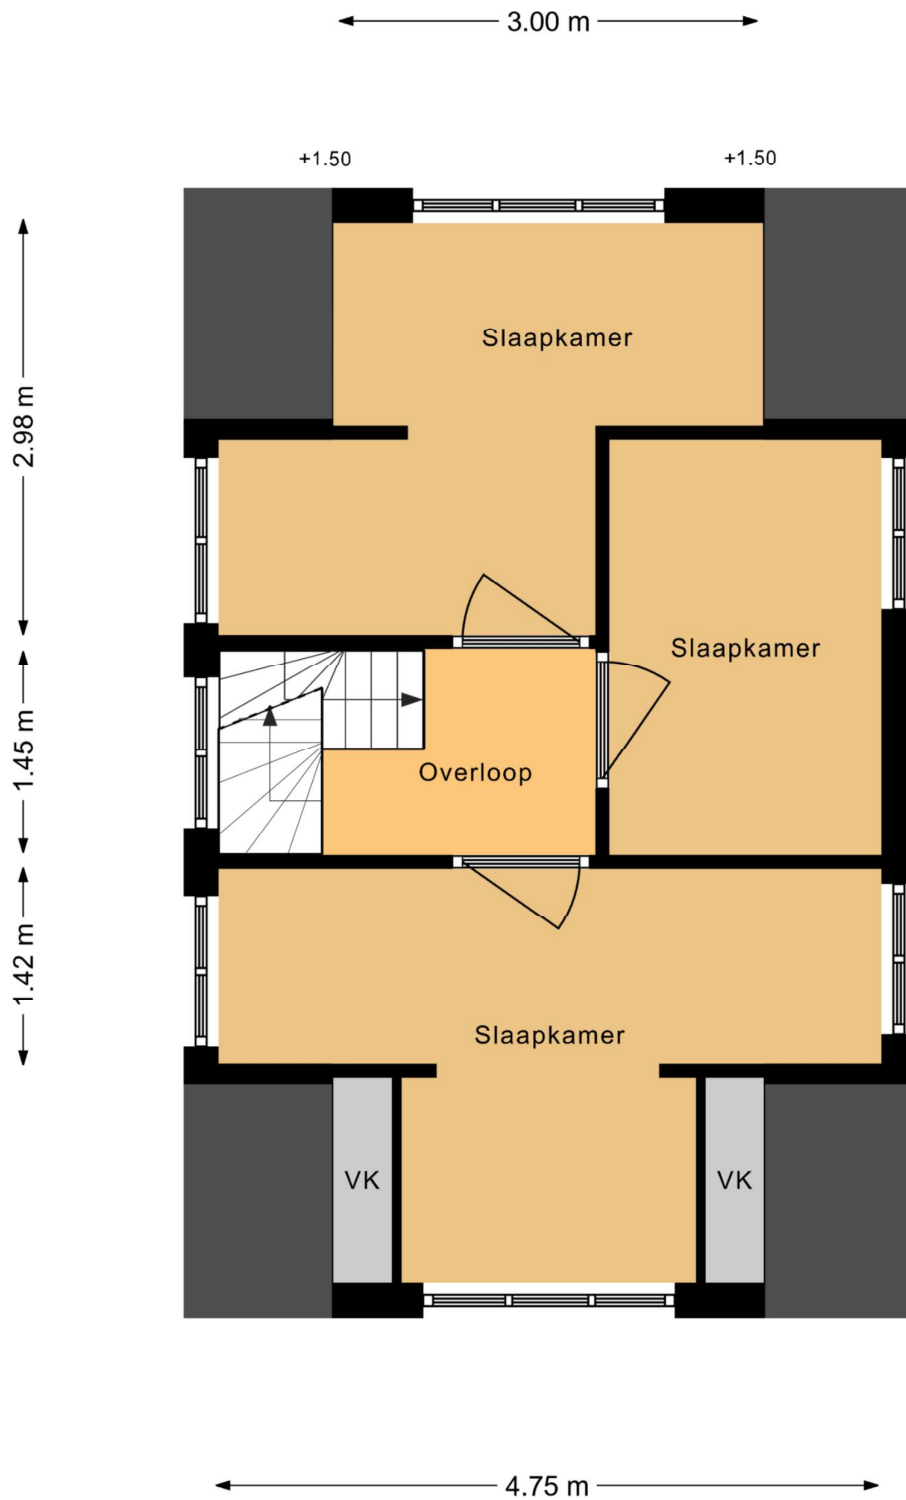 3.00 m
+1.50
+1.50
Slaapkamer
2.98 m
Slaapkamer
1.45 m
Overloop
1.42 m
Slaapkamer
VK
VK
4.75 m